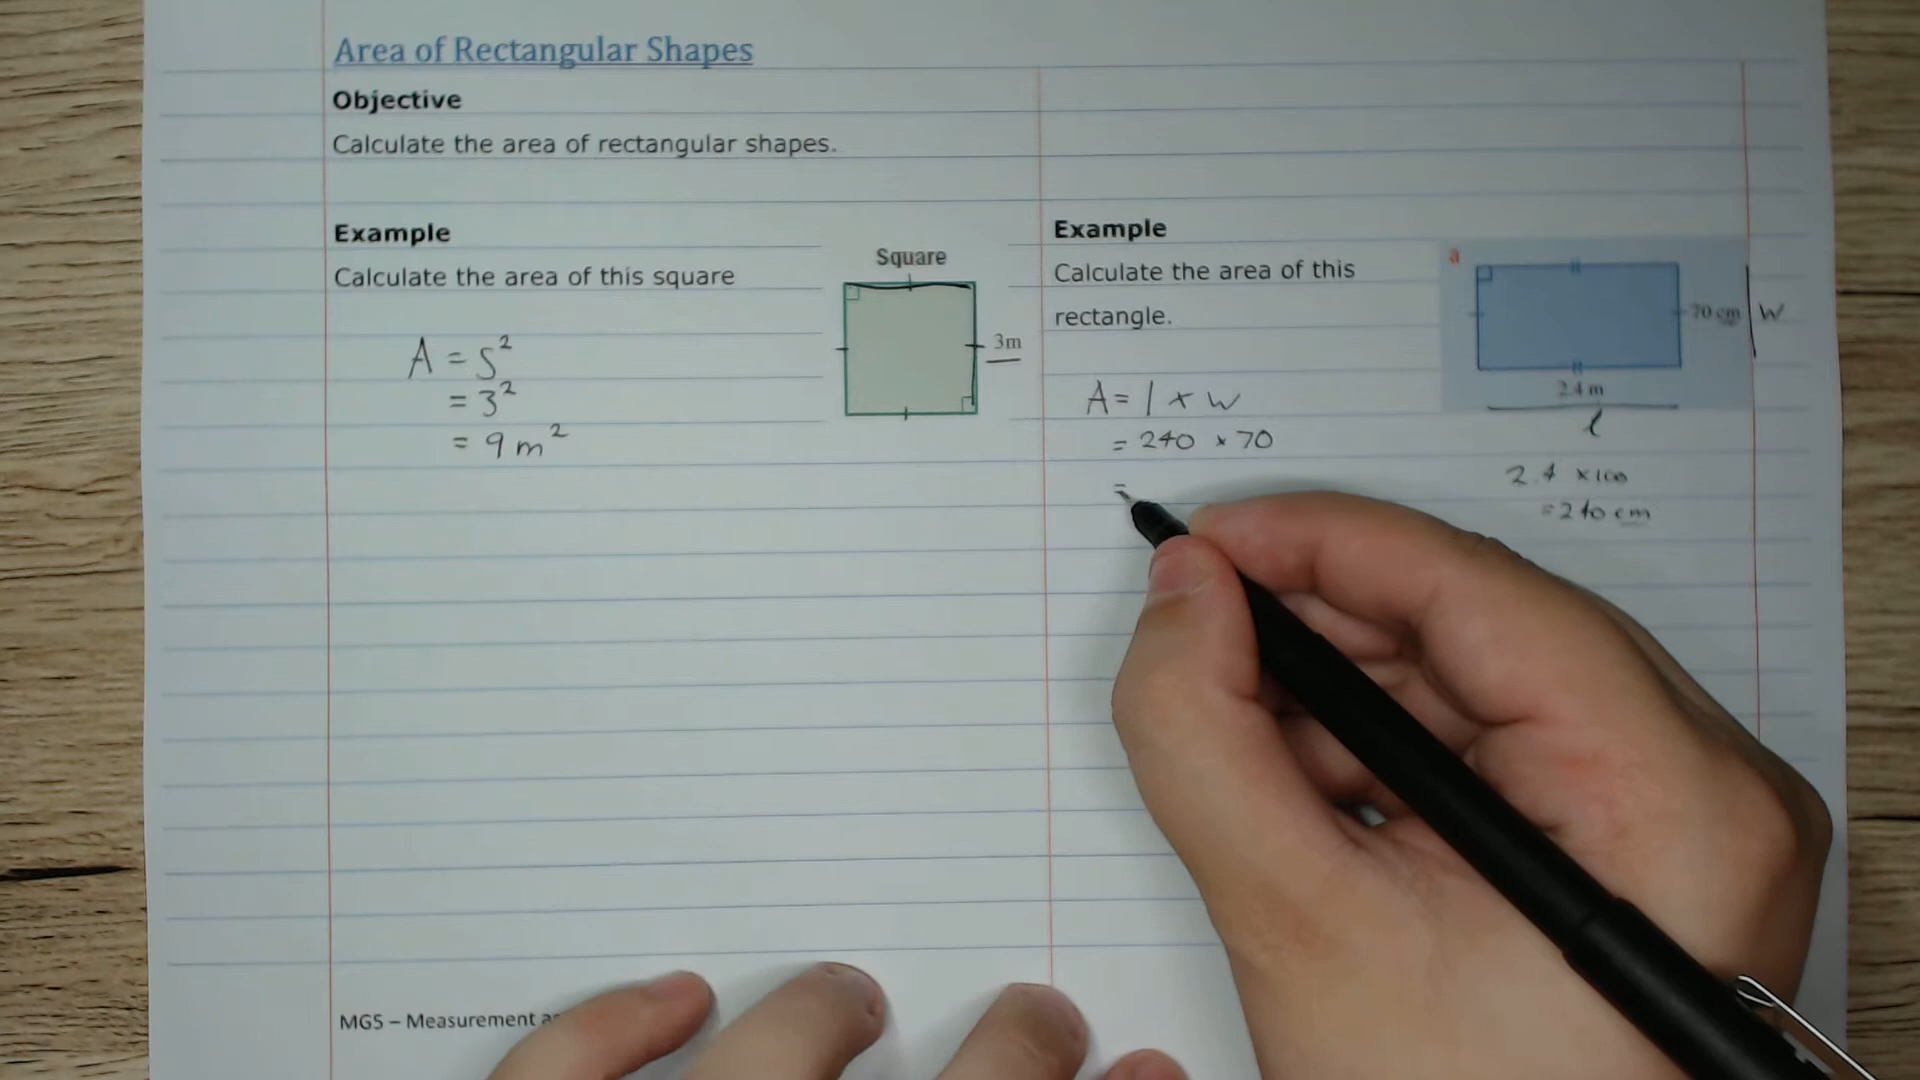 Area of Rectangular Shapes
Objective
Calculate the area of rectangular shapes.
Example
Calculate the area of this square
Square
3m
A = s²
= 3²
= 9 m²
Example
Calculate the area of this
rectangle.
a
70 cm
w
2.4 m
l
A = l × w
= 240 × 70
=
2.4 × 100
= 240 cm
MGS – Measurement